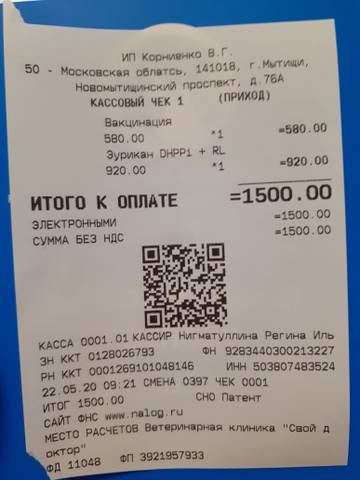 ИП Корниенко В.Г.
50 - Московская областсь, 141018, г.Мытищи,
Новомытищинский проспект, д.76А
КАССОВЫЙ ЧЕК 1 (ПРИХОД)
Вакцинация
580.00 *1 =580.00
Эурикан DHPPi + RL
920.00 *1 =920.00
ИТОГО К ОПЛАТЕ =1500.00
ЭЛЕКТРОННЫМИ =1500.00
СУММА БЕЗ НДС =1500.00
КАССА 0001.01 КАССИР Нигматуллина Регина Иль
ЗН ККТ 0128026793 ФН 9283440300213227
РН ККТ 0001269101048146 ИНН 503807483524
22.05.20 09:21 СМЕНА 0397 ЧЕК 0001
ИТОГ 1500.00 СНО Патент
САЙТ ФНС www.nalog.ru
МЕСТО РАСЧЕТОВ Ветеринарная клиника "Свой д
октор"
ФД 11048 ФП 3921957933